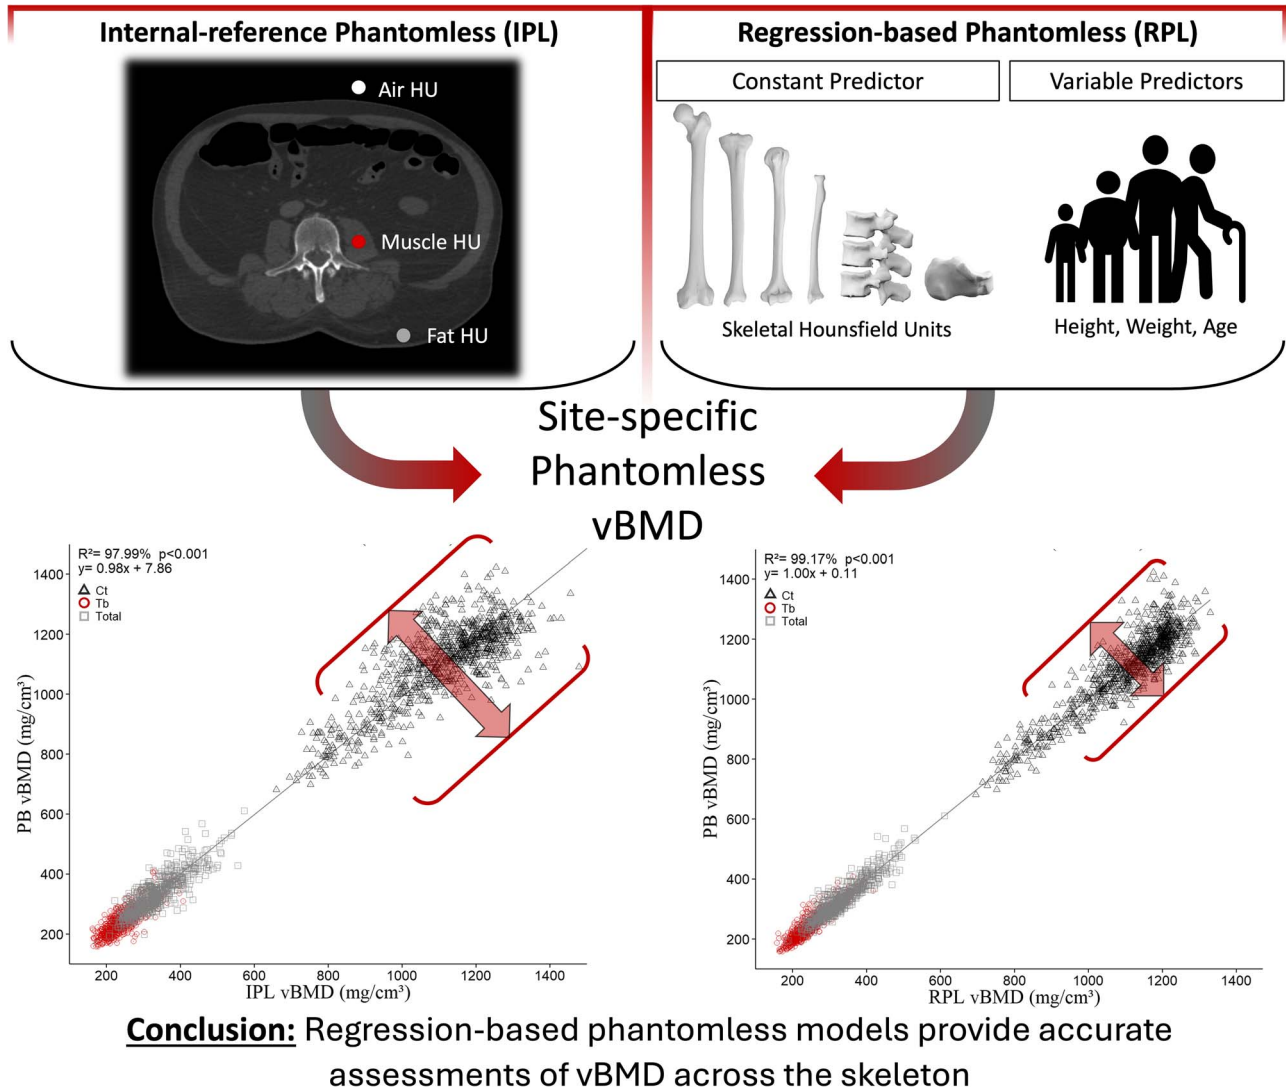 Internal-reference Phantomless (IPL)
Air HU
Muscle HU
Fat HU
Regression-based Phantomless (RPL)
Constant Predictor
Variable Predictors
Skeletal Hounsfield Units
Height, Weight, Age
Site-specific
Phantomless
vBMD
R²= 97.99% p<0.001
y= 0.98x + 7.86
Ct
Tb
Total
1400
1200
1000
800
600
400
200
PB vBMD (mg/cm³)
200 400 600 800 1000 1200 1400
IPL vBMD (mg/cm³)
R²= 99.17% p<0.001
y= 1.00x + 0.11
Ct
Tb
Total
1400
1200
1000
800
600
400
200
PB vBMD (mg/cm³)
200 400 600 800 1000 1200 1400
RPL vBMD (mg/cm³)
Conclusion: Regression-based phantomless models provide accurate
assessments of vBMD across the skeleton